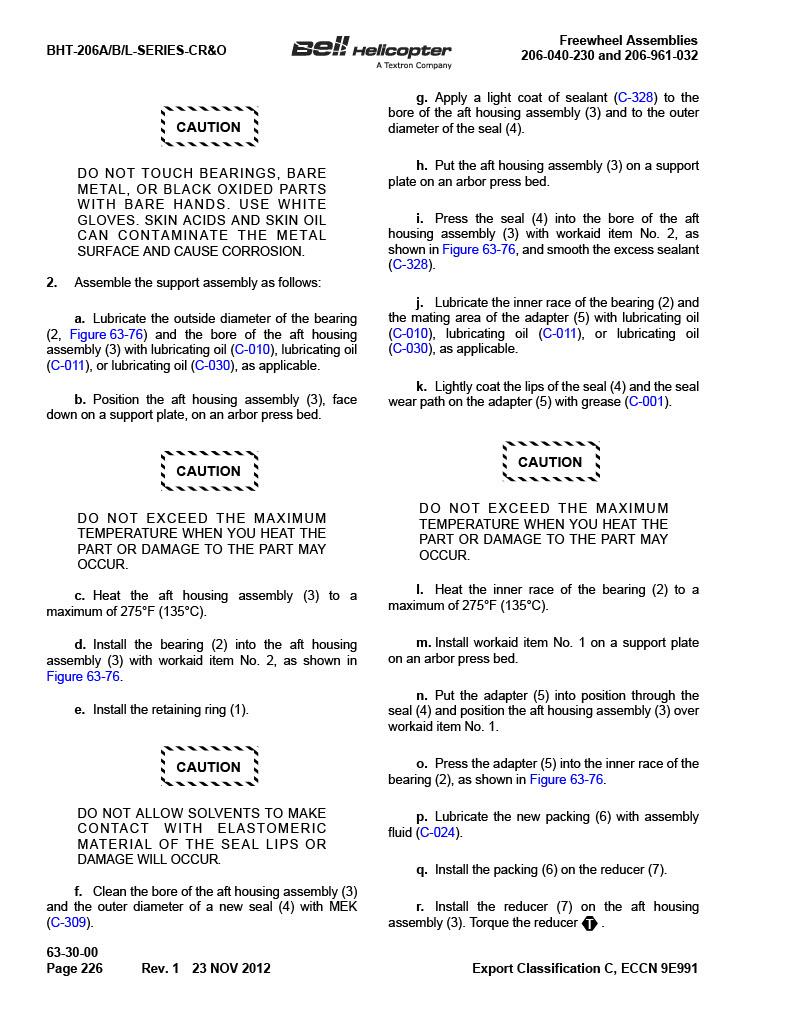 BHT-206A/B/L-SERIES-CR&O
Bell Helicopter
A Textron Company
Freewheel Assemblies
206-040-230 and 206-961-032
CAUTION
DO NOT TOUCH BEARINGS, BARE
METAL, OR BLACK OXIDED PARTS
WITH BARE HANDS. USE WHITE
GLOVES. SKIN ACIDS AND SKIN OIL
CAN CONTAMINATE THE METAL
SURFACE AND CAUSE CORROSION.
2. Assemble the support assembly as follows:
a. Lubricate the outside diameter of the bearing
(2, Figure 63-76) and the bore of the aft housing
assembly (3) with lubricating oil (C-010), lubricating oil
(C-011), or lubricating oil (C-030), as applicable.
b. Position the aft housing assembly (3), face
down on a support plate, on an arbor press bed.
CAUTION
DO NOT EXCEED THE MAXIMUM
TEMPERATURE WHEN YOU HEAT THE
PART OR DAMAGE TO THE PART MAY
OCCUR.
c. Heat the aft housing assembly (3) to a
maximum of 275°F (135°C).
d. Install the bearing (2) into the aft housing
assembly (3) with workaid item No. 2, as shown in
Figure 63-76.
e. Install the retaining ring (1).
CAUTION
DO NOT ALLOW SOLVENTS TO MAKE
CONTACT WITH ELASTOMERIC
MATERIAL OF THE SEAL LIPS OR
DAMAGE WILL OCCUR.
f. Clean the bore of the aft housing assembly (3)
and the outer diameter of a new seal (4) with MEK
(C-309).
g. Apply a light coat of sealant (C-328) to the
bore of the aft housing assembly (3) and to the outer
diameter of the seal (4).
h. Put the aft housing assembly (3) on a support
plate on an arbor press bed.
i. Press the seal (4) into the bore of the aft
housing assembly (3) with workaid item No. 2, as
shown in Figure 63-76, and smooth the excess sealant
(C-328).
j. Lubricate the inner race of the bearing (2) and
the mating area of the adapter (5) with lubricating oil
(C-010), lubricating oil (C-011), or lubricating oil
(C-030), as applicable.
k. Lightly coat the lips of the seal (4) and the seal
wear path on the adapter (5) with grease (C-001).
CAUTION
DO NOT EXCEED THE MAXIMUM
TEMPERATURE WHEN YOU HEAT THE
PART OR DAMAGE TO THE PART MAY
OCCUR.
l. Heat the inner race of the bearing (2) to a
maximum of 275°F (135°C).
m. Install workaid item No. 1 on a support plate
on an arbor press bed.
n. Put the adapter (5) into position through the
seal (4) and position the aft housing assembly (3) over
workaid item No. 1.
o. Press the adapter (5) into the inner race of the
bearing (2), as shown in Figure 63-76.
p. Lubricate the new packing (6) with assembly
fluid (C-024).
q. Install the packing (6) on the reducer (7).
r. Install the reducer (7) on the aft housing
assembly (3). Torque the reducer T .
63-30-00
Page 226 Rev. 1 23 NOV 2012
Export Classification C, ECCN 9E991